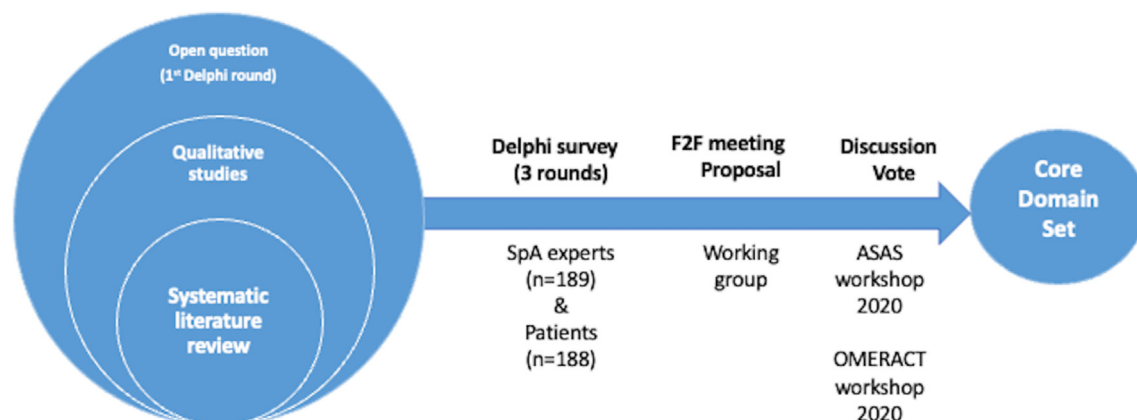 Open question
(1st Delphi round)
Qualitative
studies
Systematic
literature
review
Delphi survey
(3 rounds)
SpA experts
(n=189)
&
Patients
(n=188)
F2F meeting
Proposal
Working
group
Discussion
Vote
ASAS
workshop
2020
OMERACT
workshop
2020
Core
Domain
Set